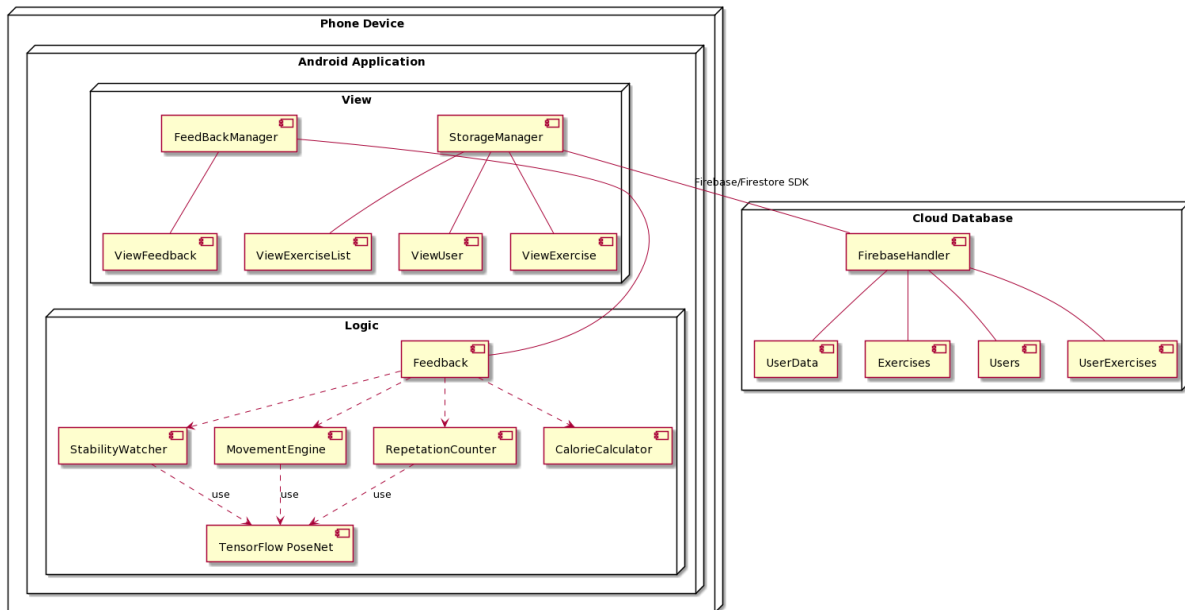 Phone Device
Android Application
View
FeedBackManager
StorageManager
Firebase/Firestore SDK
ViewFeedback
ViewExerciseList
ViewUser
ViewExercise
Cloud Database
FirebaseHandler
UserData
Exercises
Users
UserExercises
Logic
Feedback
StabilityWatcher
MovementEngine
RepetationCounter
CalorieCalculator
use
use
use
TensorFlow PoseNet